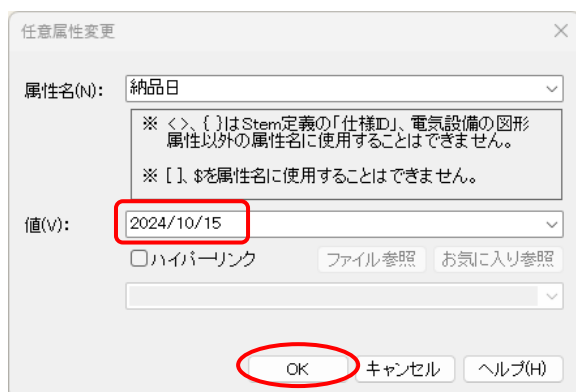 任意属性変更
属性名(N): 納品日
※ <>、{ }はStem定義の「仕様ID」、電気設備の図形
属性以外の属性名に使用することはできません。
※ [ ]、$を属性名に使用することはできません。
値(V): 2024/10/15
ハイパーリンク ファイル参照 お気に入り参照
OK キャンセル ヘルプ(H)